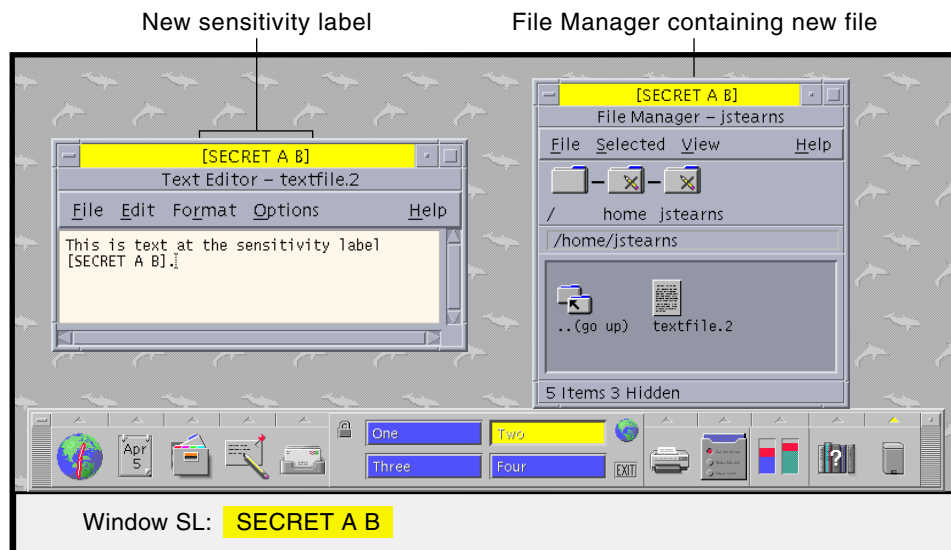 New sensitivity label
File Manager containing new file
[SECRET A B]
Text Editor – textfile.2
File Edit Format Options Help
This is text at the sensitivity label
[SECRET A B].
[SECRET A B]
File Manager – jstearns
File Selected View Help
/ home jstearns
/home/jstearns
..(go up) textfile.2
5 Items 3 Hidden
Apr
5
One
Two
Three
Four
EXIT
?
Window SL: SECRET A B